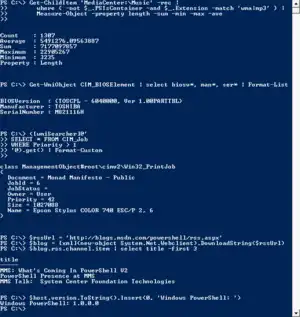 PS C:\> Get-ChildItem 'MediaCenter:\Music' -rec |
>>     where { -not $_.PSIsContainer -and $_.Extension -match 'wma|mp3' } |
>>     Measure-Object -property length -sum -min -max -ave
>>
Count    : 1307
Average  : 5491276.09563887
Sum      : 7177097857
Maximum  : 22905267
Minimum  : 3235
Property : Length
PS C:\> Get-WmiObject CIM_BIOSElement | select biosv*, man*, ser* | Format-List
BIOSVersion  : {TOSCPL - 6040000, Ver 1.00PARTBL}
Manufacturer : TOSHIBA
SerialNumber : M821116H
PS C:\> ([wmiSearcher]@'
>> SELECT * FROM CIM_Job
>> WHERE Priority > 1
>> '@).get() | Format-Custom
>>
class ManagementObject#root\cimv2\Win32_PrintJob
{
  Document = Monad Manifesto - Public
  JobId = 6
  JobStatus =
  Owner = User
  Priority = 42
  Size = 1027088
  Name = Epson Stylus COLOR 740 ESC/P 2, 6
}
PS C:\> $rssUrl = 'http://blogs.msdn.com/powershell/rss.aspx'
PS C:\> $blog = [xml](new-object System.Net.Webclient).DownloadString($rssUrl)
PS C:\> $blog.rss.channel.item | select title -first 3
title
-----
MMS: What's Coming In PowerShell V2
PowerShell Presence at MMS
MMS Talk: System Center Foundation Technologies
PS C:\> $host.version.ToString().Insert(0, 'Windows PowerShell: ')
Windows PowerShell: 1.0.0.0
PS C:\>